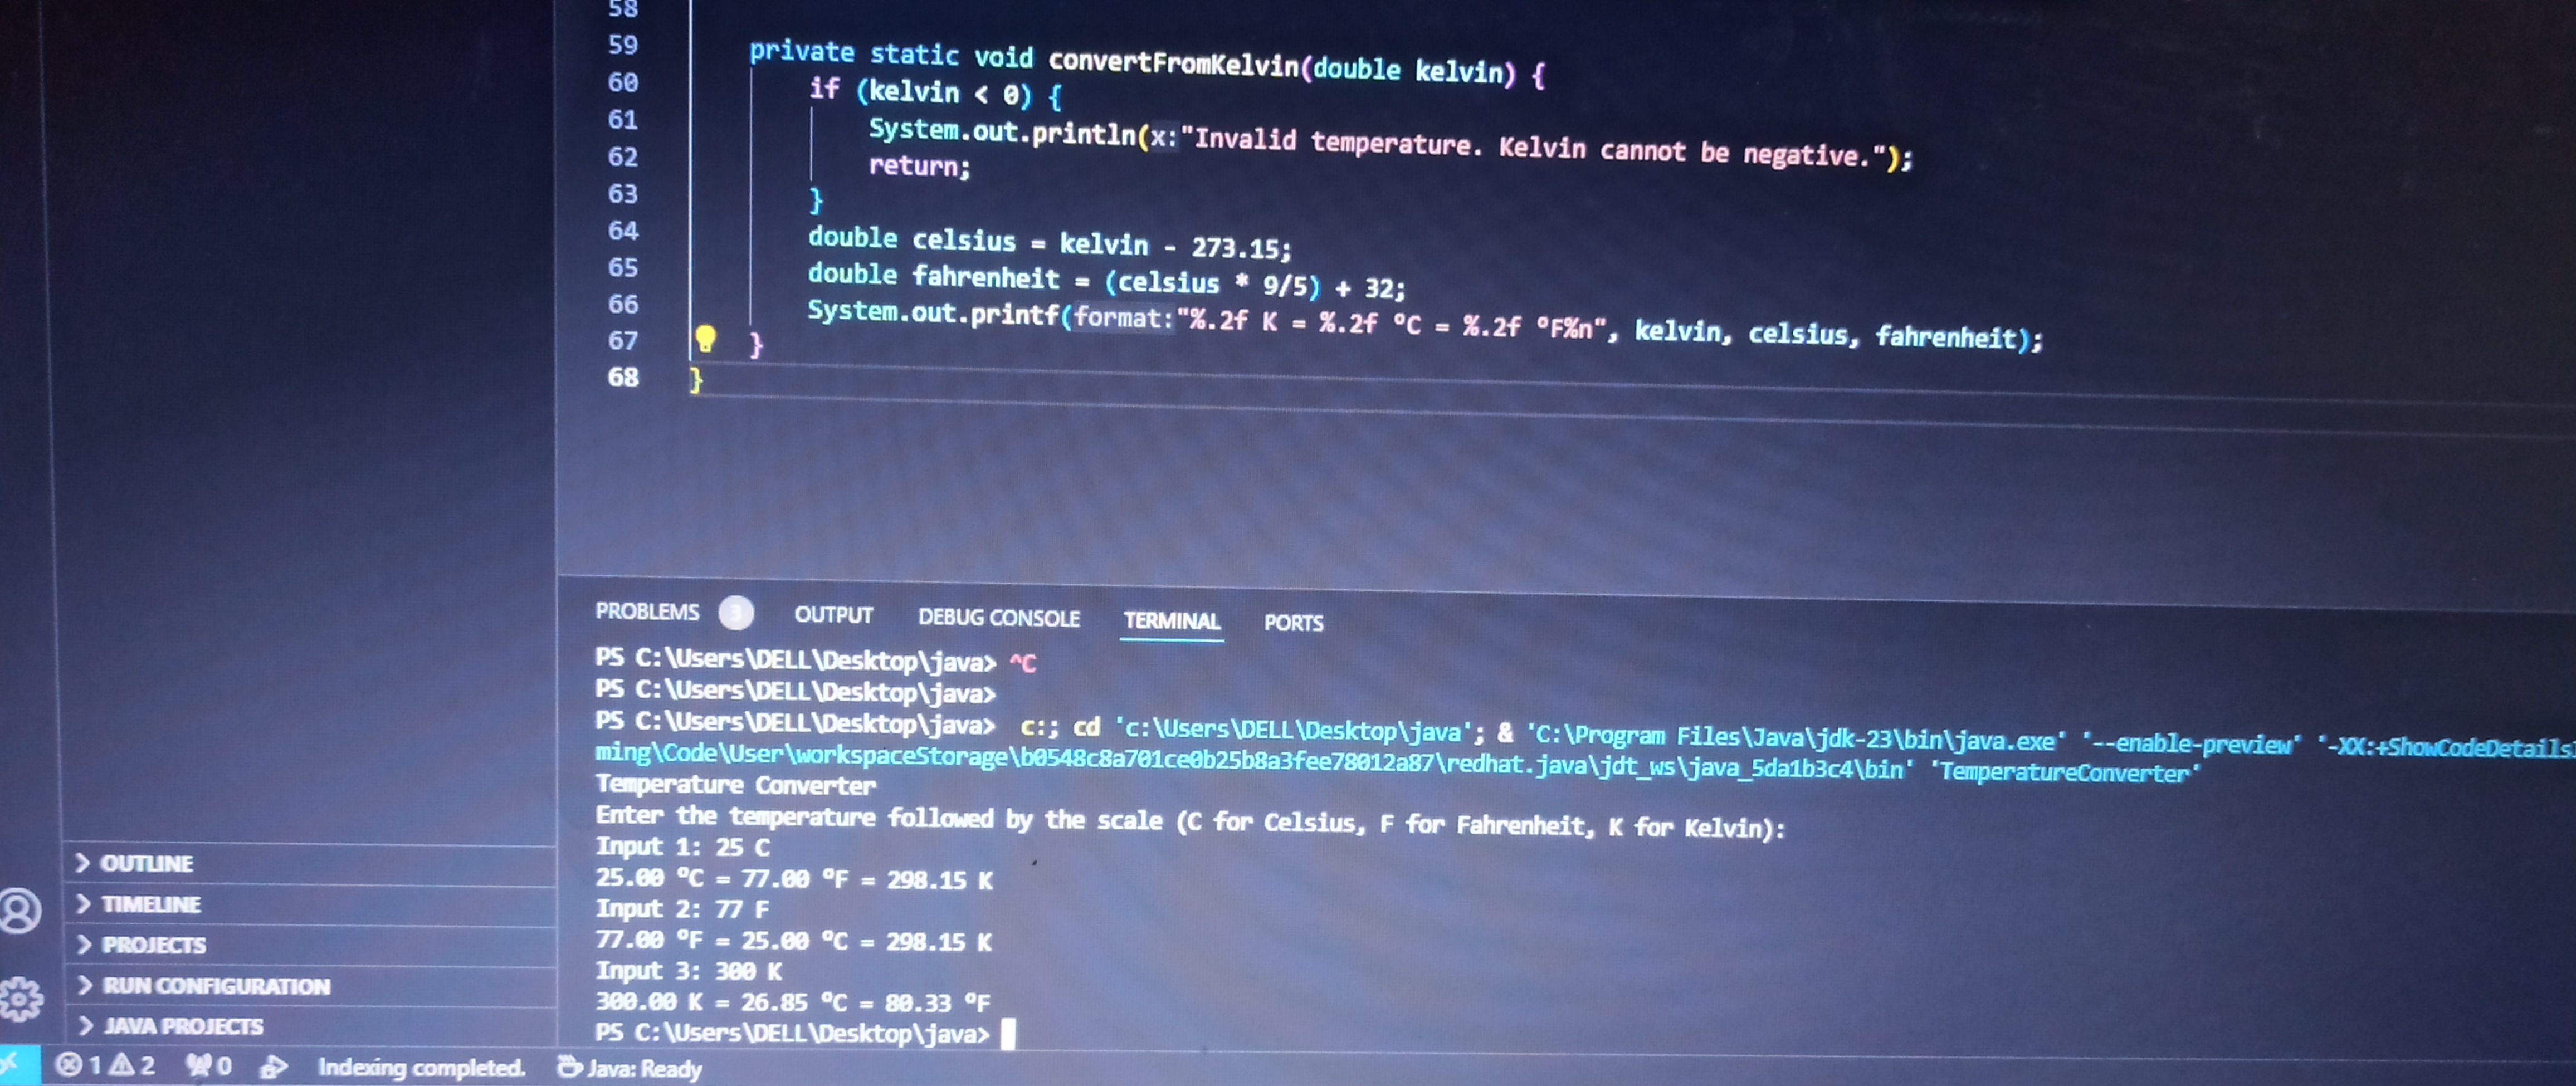 58
59 private static void convertFromKelvin(double kelvin) {
60 if (kelvin < 0) {
61 System.out.println(x:"Invalid temperature. Kelvin cannot be negative.");
62 return;
63 }
64 double celsius = kelvin - 273.15;
65 double fahrenheit = (celsius * 9/5) + 32;
66 System.out.printf(format:"%.2f K = %.2f °C = %.2f °F%n", kelvin, celsius, fahrenheit);
67 }
68 }
PROBLEMS 3 OUTPUT DEBUG CONSOLE TERMINAL PORTS
PS C:\Users\DELL\Desktop\java> ^C
PS C:\Users\DELL\Desktop\java>
PS C:\Users\DELL\Desktop\java> c:; cd 'c:\Users\DELL\Desktop\java'; & 'C:\Program Files\Java\jdk-23\bin\java.exe' '--enable-preview' '-XX:+ShowCodeDetails
ming\Code\User\workspaceStorage\b0548c8a701ce0b25b8a3fee78012a87\redhat.java\jdt_ws\java_5da1b3c4\bin' 'TemperatureConverter'
Temperature Converter
Enter the temperature followed by the scale (C for Celsius, F for Fahrenheit, K for Kelvin):
Input 1: 25 C
25.00 °C = 77.00 °F = 298.15 K
Input 2: 77 F
77.00 °F = 25.00 °C = 298.15 K
Input 3: 300 K
300.00 K = 26.85 °C = 80.33 °F
PS C:\Users\DELL\Desktop\java>
OUTLINE
TIMELINE
PROJECTS
RUN CONFIGURATION
JAVA PROJECTS
1 2 0 Indexing completed. Java: Ready